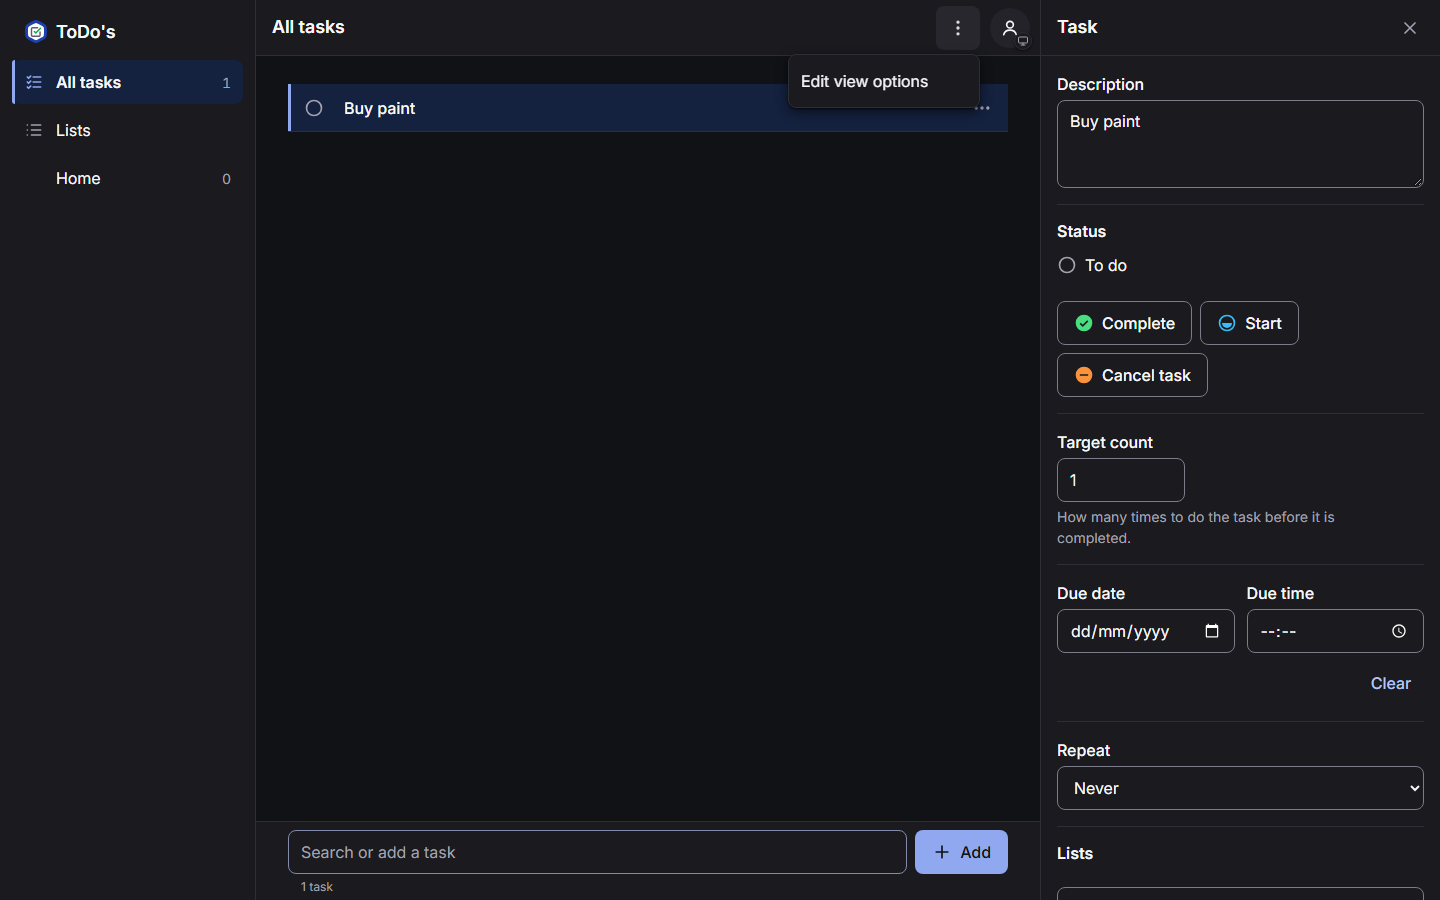 ToDo's
All tasks
1
Lists
Home
0
All tasks
Edit view options
Buy paint
Search or add a task
Add
1 task
Task
Description
Buy paint
Status
To do
Complete
Start
Cancel task
Target count
1
How many times to do the task before it is
completed.
Due date
Due time
dd/mm/yyyy
--:--
Clear
Repeat
Never
Lists